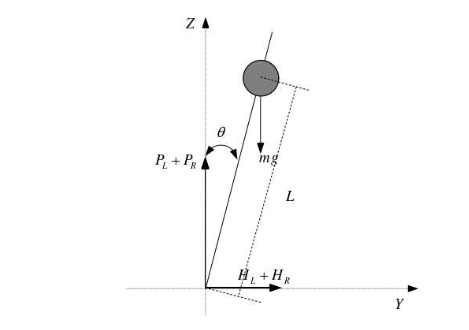 Z
θ
P_L + P_R
mg
L
H_L + H_R
Y